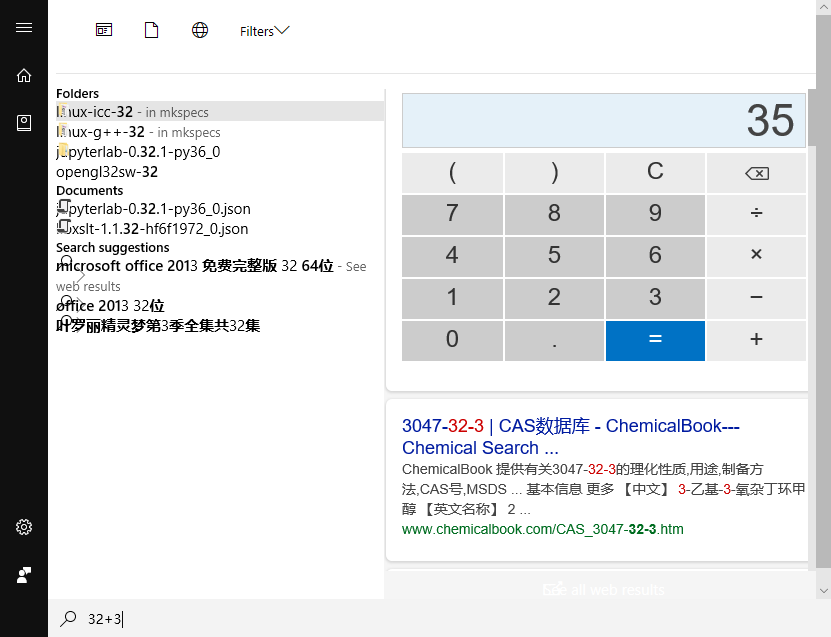 Filters
Folders
linux-icc-32 - in mkspecs
linux-g++-32 - in mkspecs
jupyterlab-0.32.1-py36_0
opengl32sw-32
Documents
jupyterlab-0.32.1-py36_0.json
libxslt-1.1.32-hf6f1972_0.json
Search suggestions
microsoft office 2013 免费完整版 32 64位 - See
web results
office 2013 32位
叶罗丽精灵梦第3季全集共32集
35
( ) C
7 8 9 ÷
4 5 6 ×
1 2 3 −
0 . = +
3047-32-3 | CAS数据库 - ChemicalBook---
Chemical Search ...
ChemicalBook 提供有关3047-32-3的理化性质,用途,制备方
法,CAS号,MSDS ... 基本信息 更多 【中文】 3-乙基-3-氧杂丁环甲
醇 【英文名称】 2 ...
www.chemicalbook.com/CAS_3047-32-3.htm
See all web results
32+3